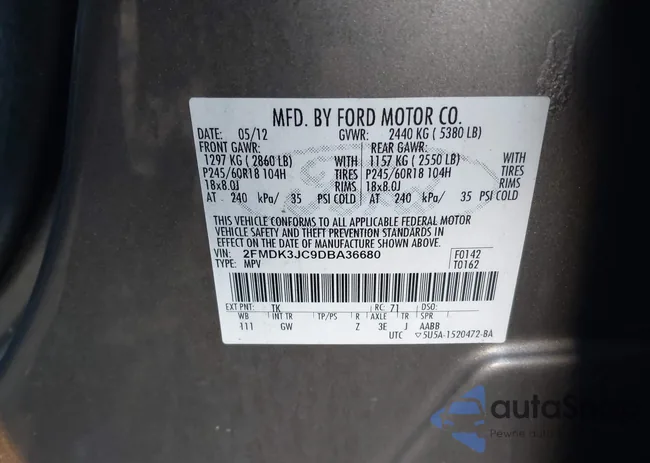 MFD. BY FORD MOTOR CO.
DATE: 05/12 GVWR: 2440 KG ( 5380 LB)
FRONT GAWR: REAR GAWR:
1297 KG ( 2860 LB) WITH 1157 KG ( 2550 LB) WITH
P245/60R18 104H TIRES P245/60R18 104H TIRES
18x8.0J RIMS 18x8.0J RIMS
AT 240 kPa/ 35 PSI COLD AT 240 kPa/ 35 PSI COLD
THIS VEHICLE CONFORMS TO ALL APPLICABLE FEDERAL MOTOR
VEHICLE SAFETY AND THEFT PREVENTION STANDARDS IN
EFFECT ON THE DATE OF MANUFACTURE SHOWN ABOVE.
VIN: 2FMDK3JC9DBA36680 F0142
TYPE: MPV T0162
EXT PNT: TK RC: 71 DSO:
WB INT TR TP/PS R AXLE TR SPR
111 GW Z 3E J AABB
UTC 5U5A-1520472-BA
Pewne auto